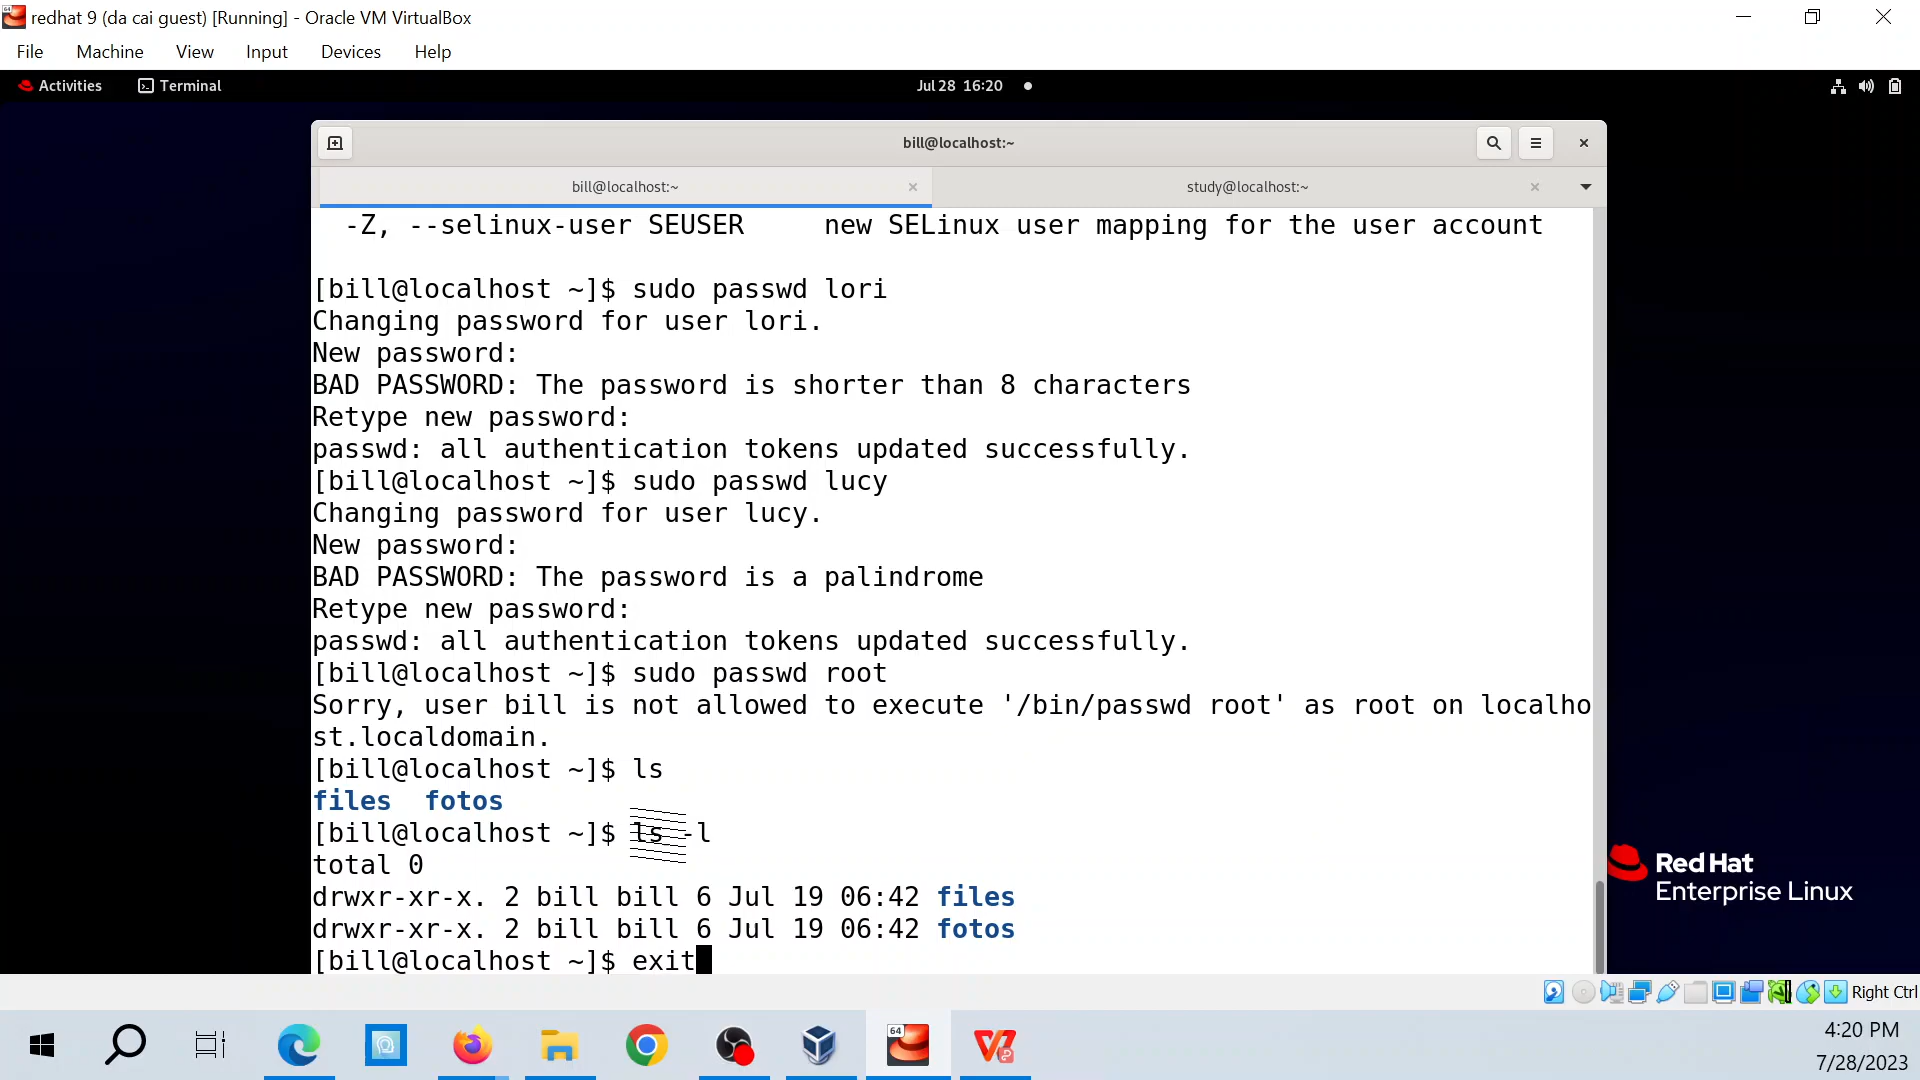 redhat 9 (da cai guest) [Running] - Oracle VM VirtualBox
File Machine View Input Devices Help
Activities Terminal Jul 28 16:20
bill@localhost:~
bill@localhost:~ study@localhost:~
-Z, --selinux-user SEUSER     new SELinux user mapping for the user account
[bill@localhost ~]$ sudo passwd lori
Changing password for user lori.
New password:
BAD PASSWORD: The password is shorter than 8 characters
Retype new password:
passwd: all authentication tokens updated successfully.
[bill@localhost ~]$ sudo passwd lucy
Changing password for user lucy.
New password:
BAD PASSWORD: The password is a palindrome
Retype new password:
passwd: all authentication tokens updated successfully.
[bill@localhost ~]$ sudo passwd root
Sorry, user bill is not allowed to execute '/bin/passwd root' as root on localho
st.localdomain.
[bill@localhost ~]$ ls
files  fotos
[bill@localhost ~]$ ls -l
total 0
drwxr-xr-x. 2 bill bill 6 Jul 19 06:42 files
drwxr-xr-x. 2 bill bill 6 Jul 19 06:42 fotos
[bill@localhost ~]$ exit
Red Hat
Enterprise Linux
Right Ctrl
64
4:20 PM
7/28/2023